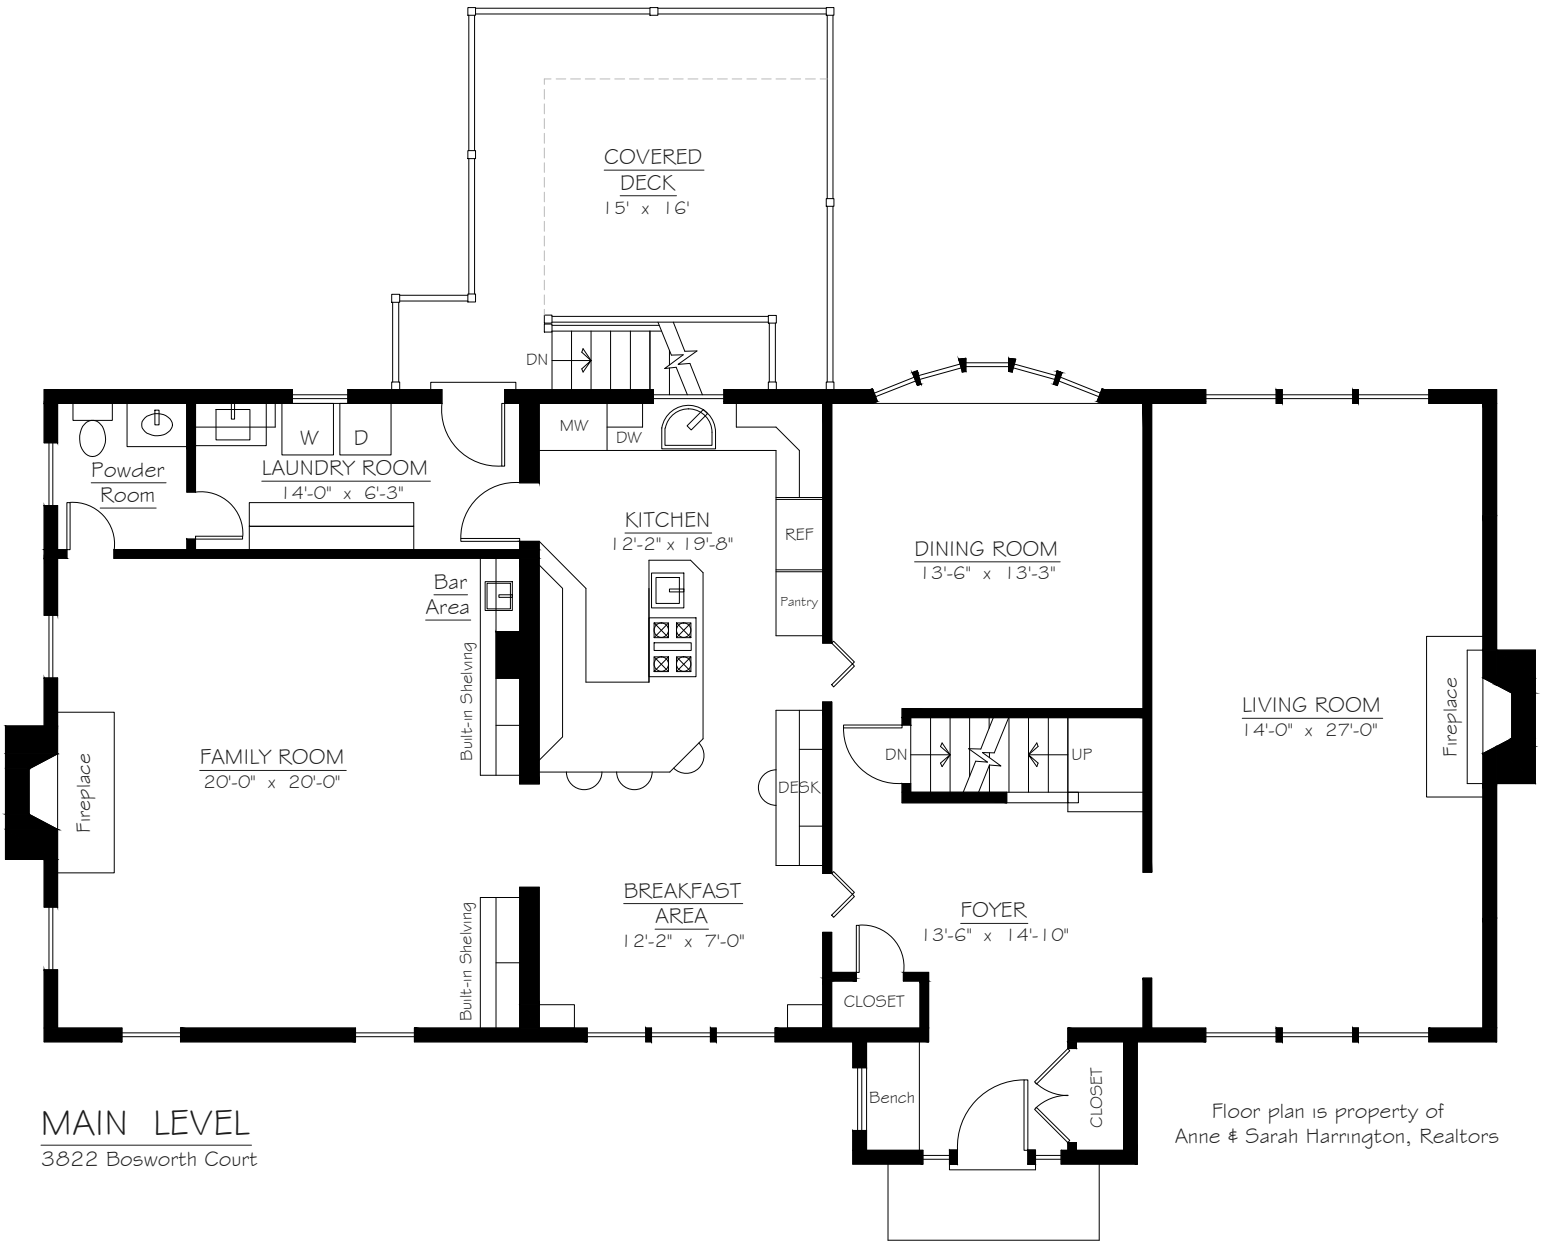 COVERED
DECK
15' x 16'
DN
MW
DW
W
D
LAUNDRY ROOM
14'-0" x 6'-3"
Powder
Room
KITCHEN
12'-2" x 19'-8"
REF
Pantry
DINING ROOM
13'-6" x 13'-3"
Bar
Area
Built-in Shelving
FAMILY ROOM
20'-0" x 20'-0"
Fireplace
DESK
DN
UP
LIVING ROOM
14'-0" x 27'-0"
Fireplace
BREAKFAST
AREA
12'-2" x 7'-0"
FOYER
13'-6" x 14'-10"
Built-in Shelving
CLOSET
Bench
CLOSET
MAIN LEVEL
3822 Bosworth Court
Floor plan is property of
Anne & Sarah Harrington, Realtors